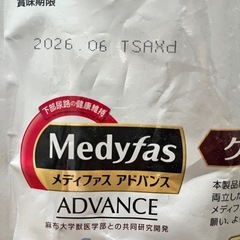 賞味期限
2026.06 TSAXd
下部尿路の健康維持
Medyfas
メディファス アドバンス
ADVANCE
麻布大学獣医学部との共同研究開発
ク
本製品
両立した
メディフ
願い、よ